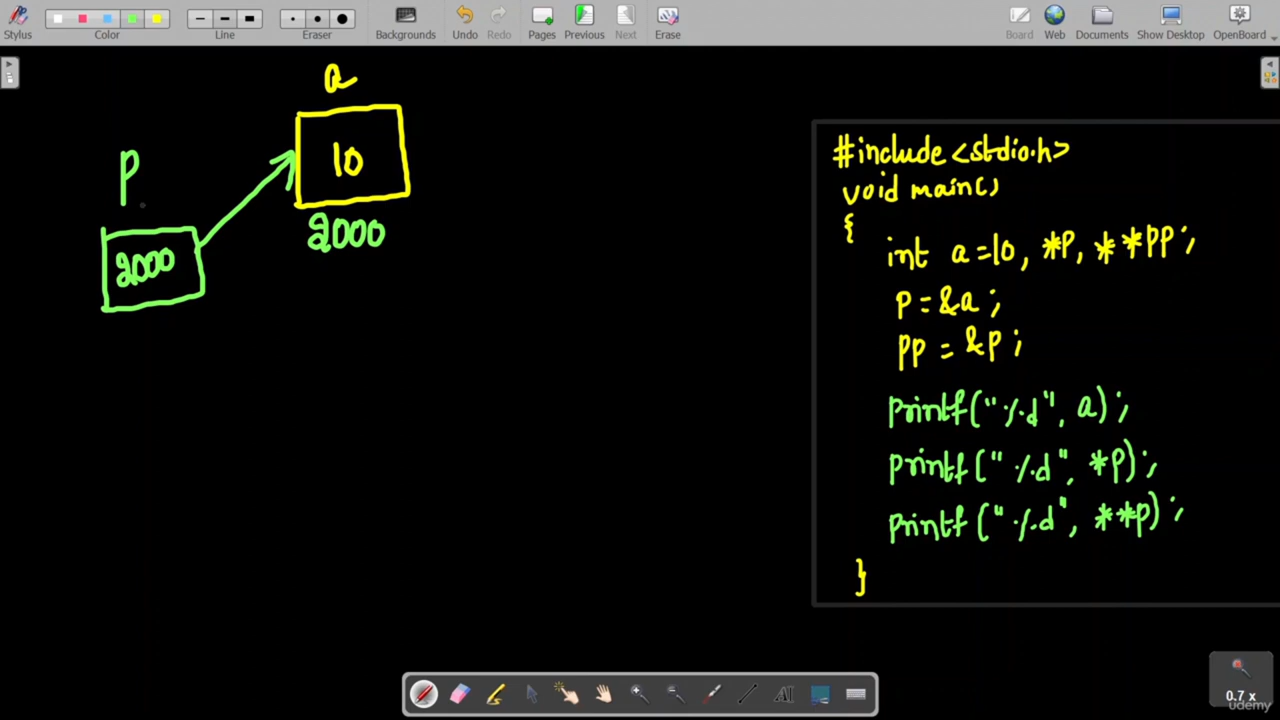 Stylus
Color
Line
Eraser
Backgrounds
Undo
Redo
Pages
Previous
Next
Erase
Board
Web
Documents
Show Desktop
OpenBoard
a
10
2000
P
2000
#include <stdio.h>
void main()
{
int a=10, *P, **PP;
P = &a;
PP = &P;
printf("%d", a);
printf("%d", *P);
printf("%d", **P);
}
0.7 x
udemy